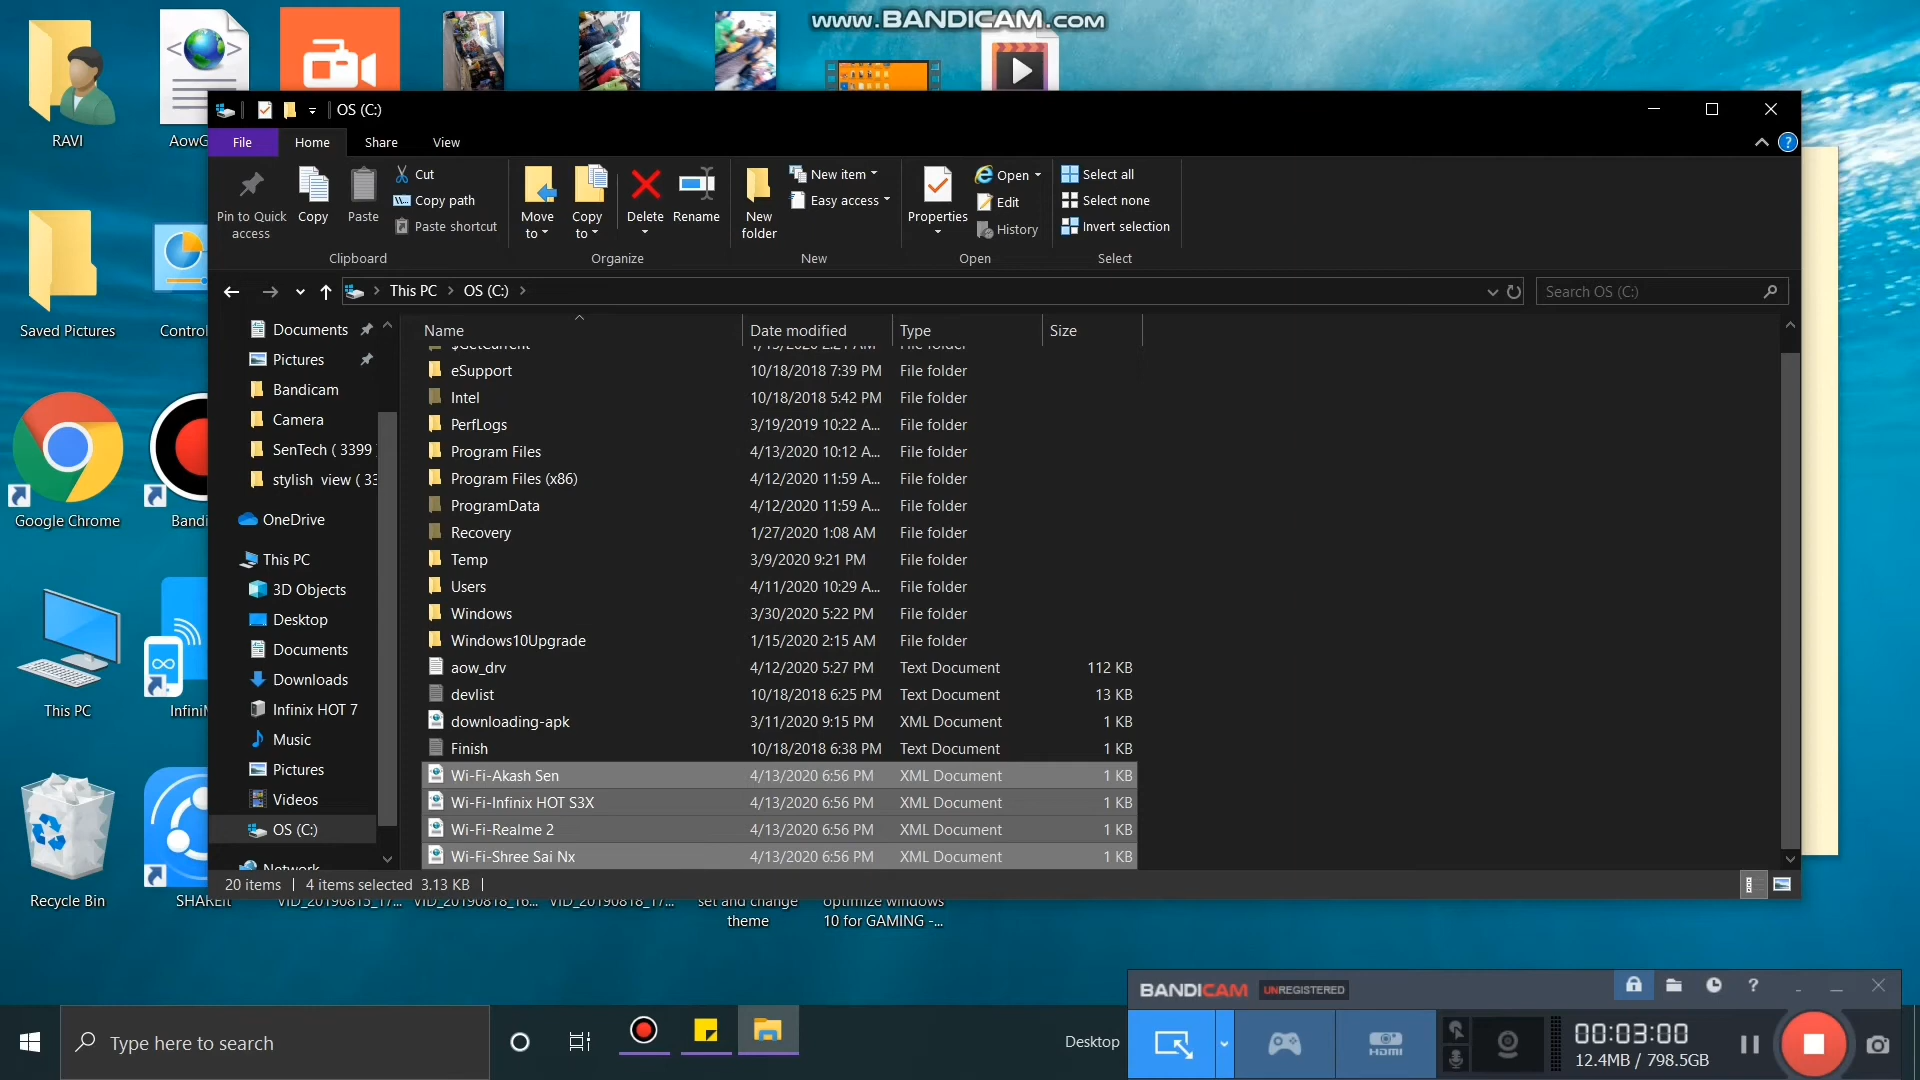 www.BANDICAM.com
RAVI
OS (C:)
File
Home
Share
View
Pin to Quick access
Copy
Paste
Cut
Copy path
Paste shortcut
Clipboard
Move to
Copy to
Delete
Rename
Organize
New folder
New item
Easy access
New
Properties
Open
Edit
History
Open
Select all
Select none
Invert selection
Select
This PC
OS (C:)
Search OS (C:)
Saved Pictures
Google Chrome
This PC
Recycle Bin
SHAREit
Documents
Pictures
Bandicam
Camera
SenTech ( 3399
stylish view ( 33
OneDrive
This PC
3D Objects
Desktop
Documents
Downloads
Infinix HOT 7
Music
Pictures
Videos
OS (C:)
Network
Name Date modified Type Size
$GetCurrent 1/15/2020 2:21 AM File folder
eSupport 10/18/2018 7:39 PM File folder
Intel 10/18/2018 5:42 PM File folder
PerfLogs 3/19/2019 10:22 A... File folder
Program Files 4/13/2020 10:12 A... File folder
Program Files (x86) 4/12/2020 11:59 A... File folder
ProgramData 4/12/2020 11:59 A... File folder
Recovery 1/27/2020 1:08 AM File folder
Temp 3/9/2020 9:21 PM File folder
Users 4/11/2020 10:29 A... File folder
Windows 3/30/2020 5:22 PM File folder
Windows10Upgrade 1/15/2020 2:15 AM File folder
aow_drv 4/12/2020 5:27 PM Text Document 112 KB
devlist 10/18/2018 6:25 PM Text Document 13 KB
downloading-apk 3/11/2020 9:15 PM XML Document 1 KB
Finish 10/18/2018 6:38 PM Text Document 1 KB
Wi-Fi-Akash Sen 4/13/2020 6:56 PM XML Document 1 KB
Wi-Fi-Infinix HOT S3X 4/13/2020 6:56 PM XML Document 1 KB
Wi-Fi-Realme 2 4/13/2020 6:56 PM XML Document 1 KB
Wi-Fi-Shree Sai Nx 4/13/2020 6:56 PM XML Document 1 KB
20 items 4 items selected 3.13 KB
VID_20190815_17...
VID_20190818_16...
VID_20190818_17...
set and change
theme
optimize windows
10 for GAMING -...
BANDICAM UNREGISTERED
HDMI
00:03:00
12.4MB / 798.5GB
Type here to search
Desktop